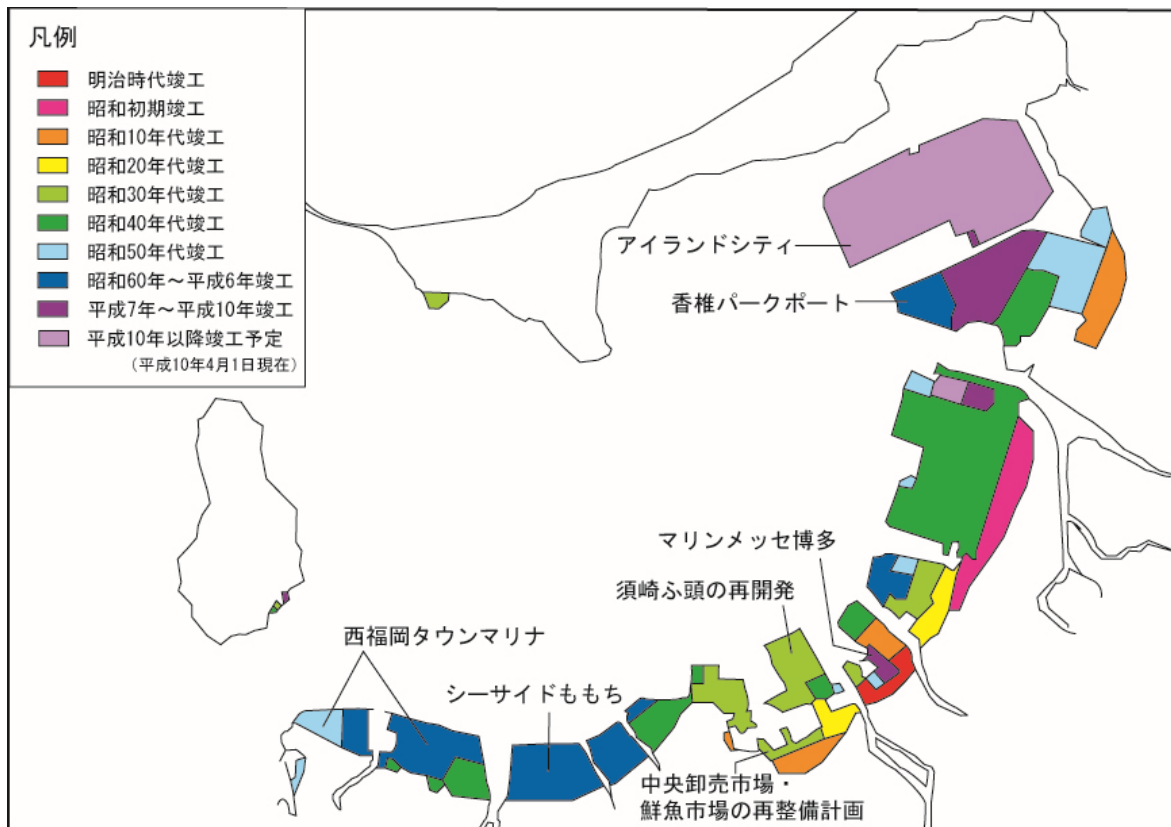 凡例
明治時代竣工
昭和初期竣工
昭和10年代竣工
昭和20年代竣工
昭和30年代竣工
昭和40年代竣工
昭和50年代竣工
昭和60年～平成6年竣工
平成7年～平成10年竣工
平成10年以降竣工予定
（平成10年4月1日現在）
アイランドシティ
香椎パークポート
マリンメッセ博多
須崎ふ頭の再開発
西福岡タウンマリナ
シーサイドももち
中央卸売市場・
鮮魚市場の再整備計画